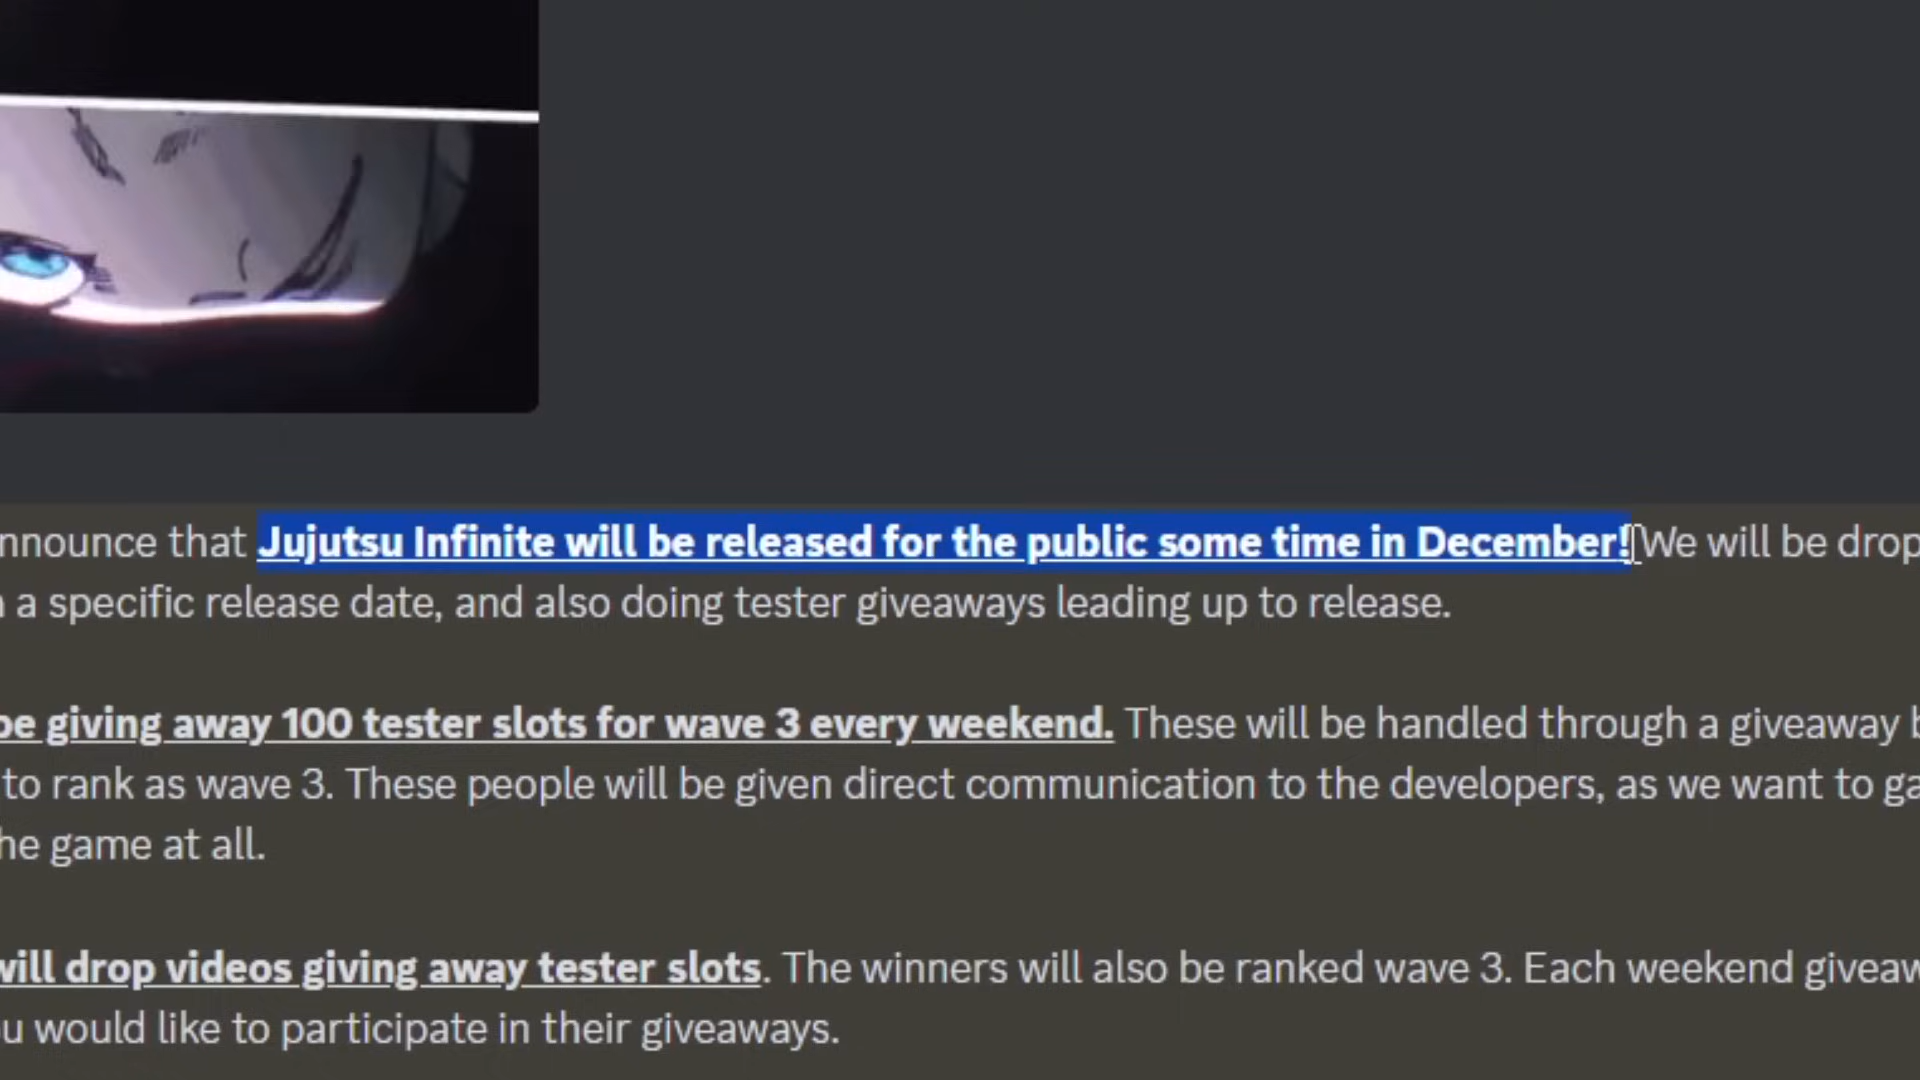 nnounce that Jujutsu Infinite will be released for the public some time in December! We will be drop
a specific release date, and also doing tester giveaways leading up to release.
be giving away 100 tester slots for wave 3 every weekend. These will be handled through a giveaway b
to rank as wave 3. These people will be given direct communication to the developers, as we want to ga
he game at all.
will drop videos giving away tester slots. The winners will also be ranked wave 3. Each weekend giveaw
u would like to participate in their giveaways.